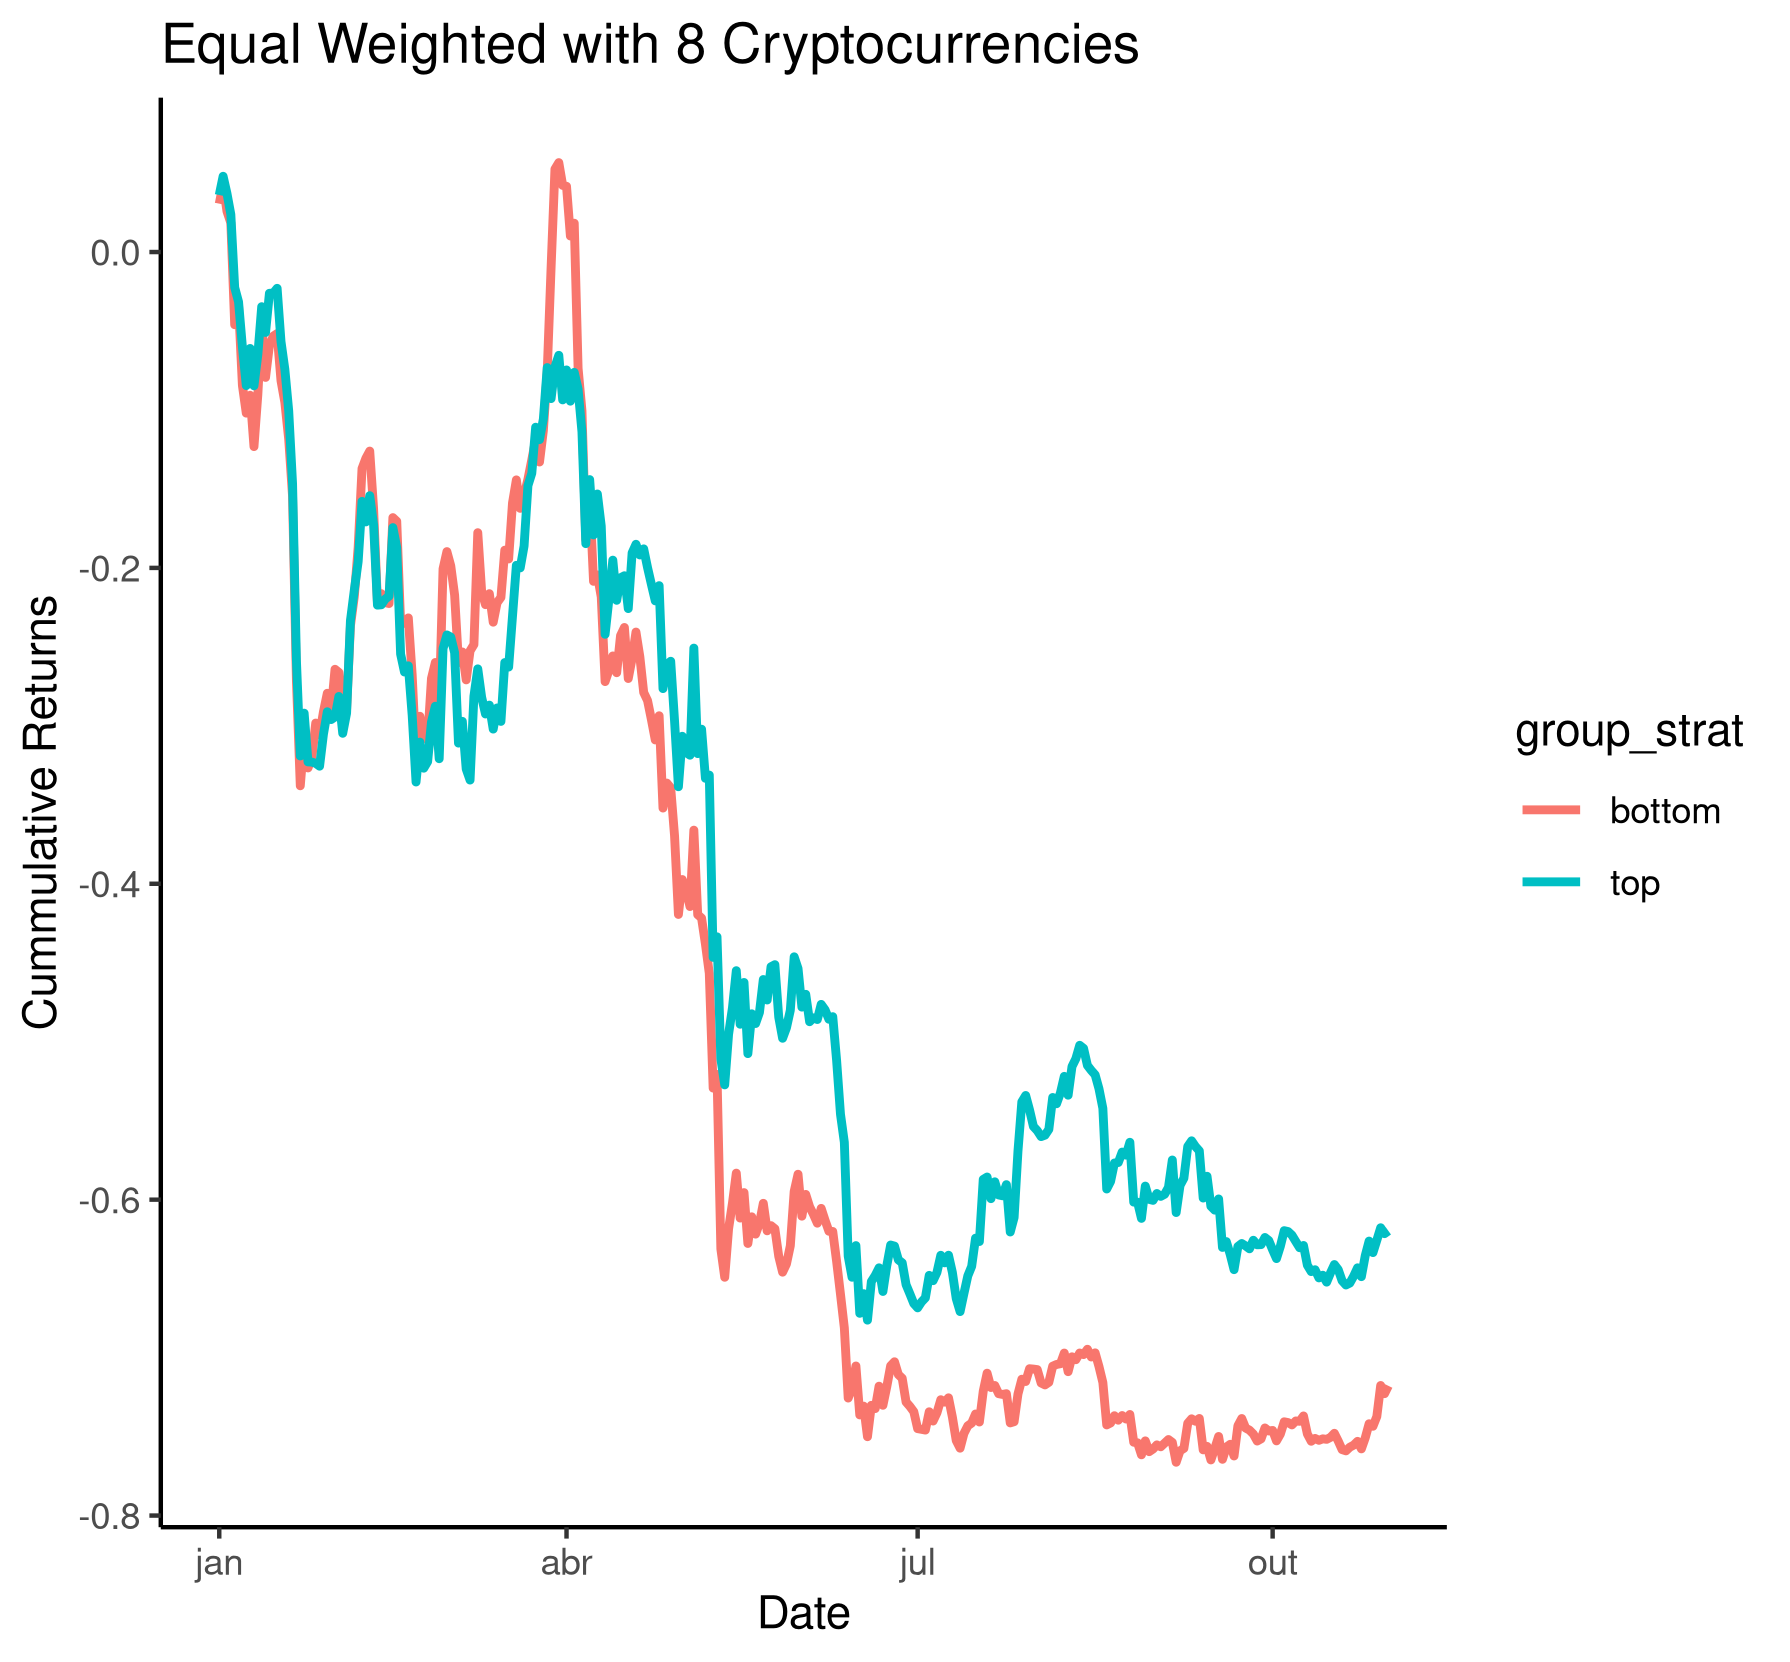 Equal Weighted with 8 Cryptocurrencies
Cummulative Returns
0.0
-0.2
-0.4
-0.6
-0.8
jan abr jul out
Date
group_strat
bottom
top